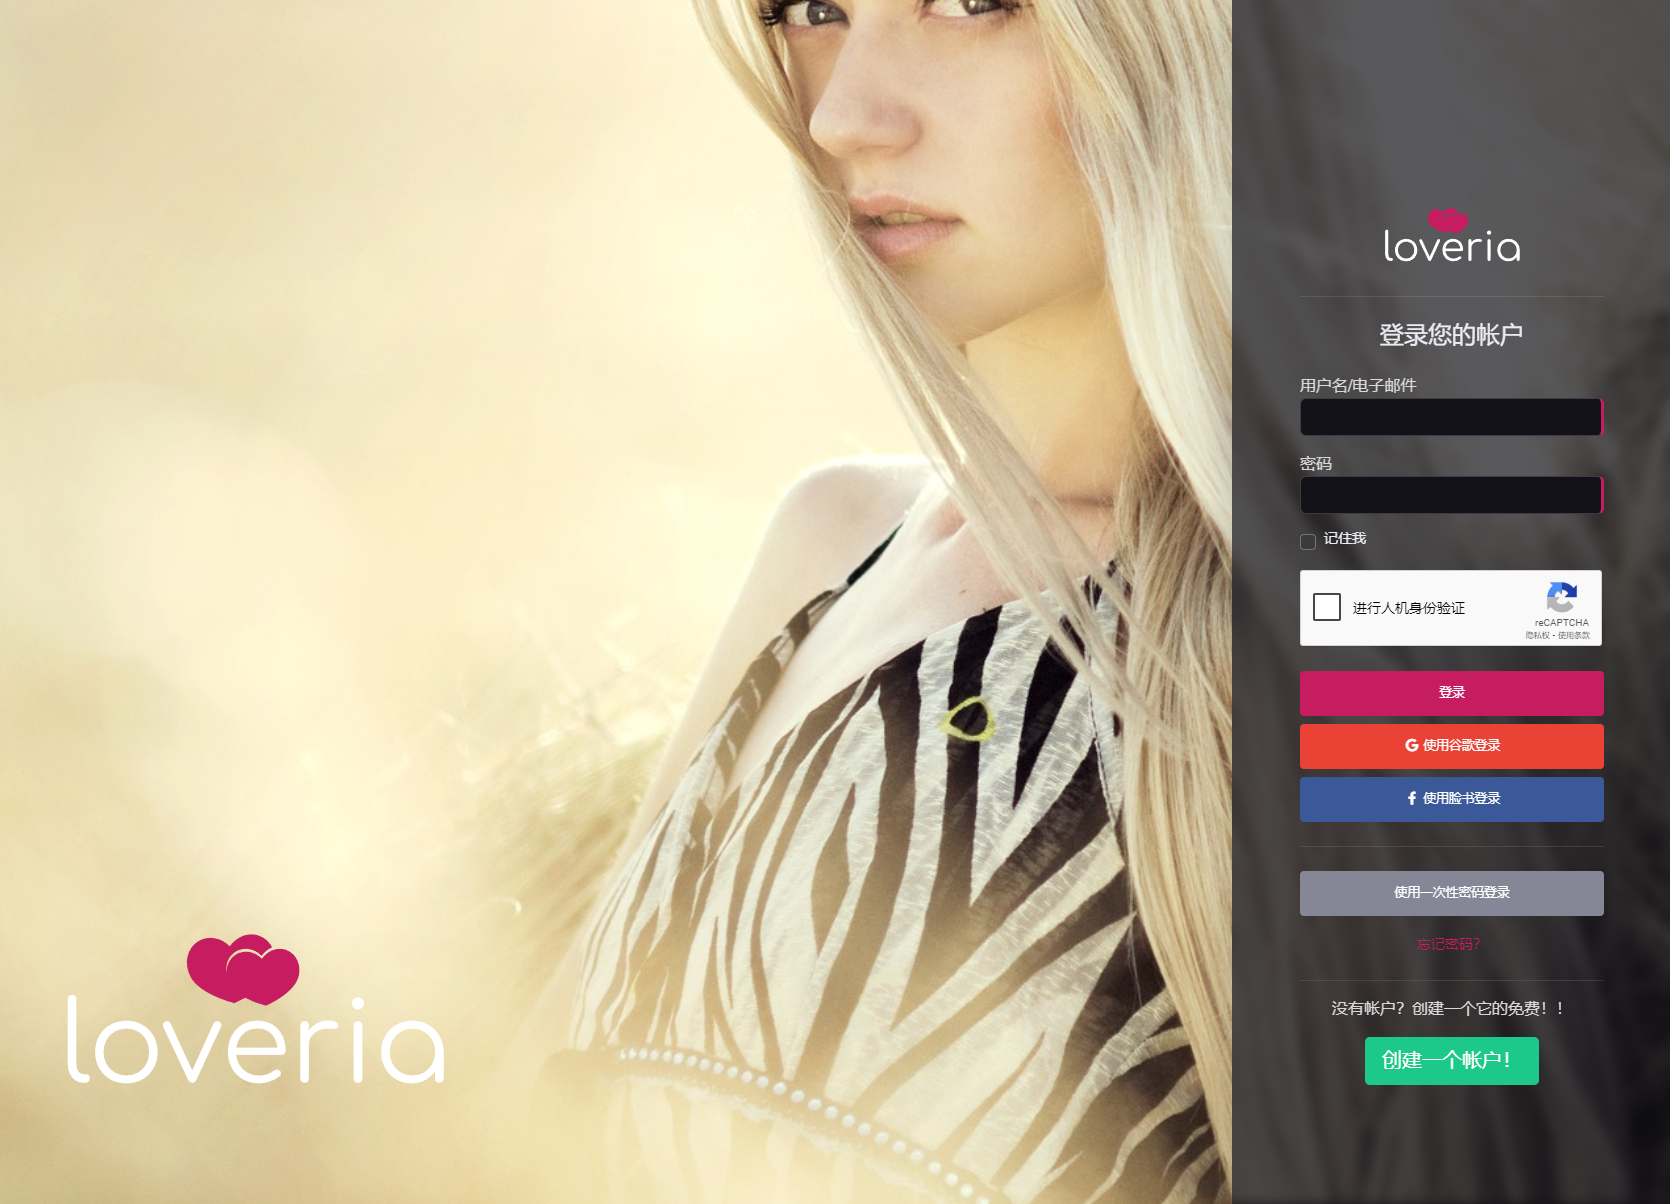 loveria
loveria
登录您的帐户
用户名/电子邮件
密码
记住我
进行人机身份验证
reCAPTCHA
隐私权 - 使用条款
登录
G 使用谷歌登录
f 使用脸书登录
使用一次性密码登录
忘记密码？
没有帐户？创建一个它的免费！！
创建一个帐户！